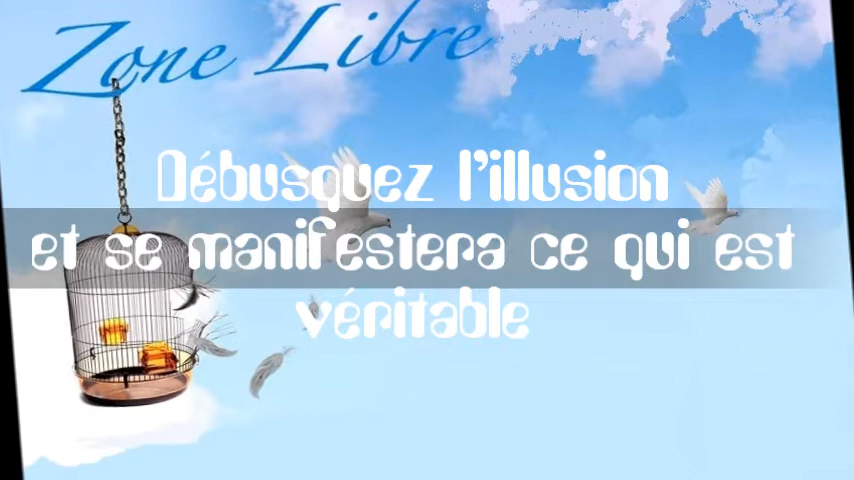 Zone Libre
Débusquez l'illusion
et se manifestera ce qui est
véritable